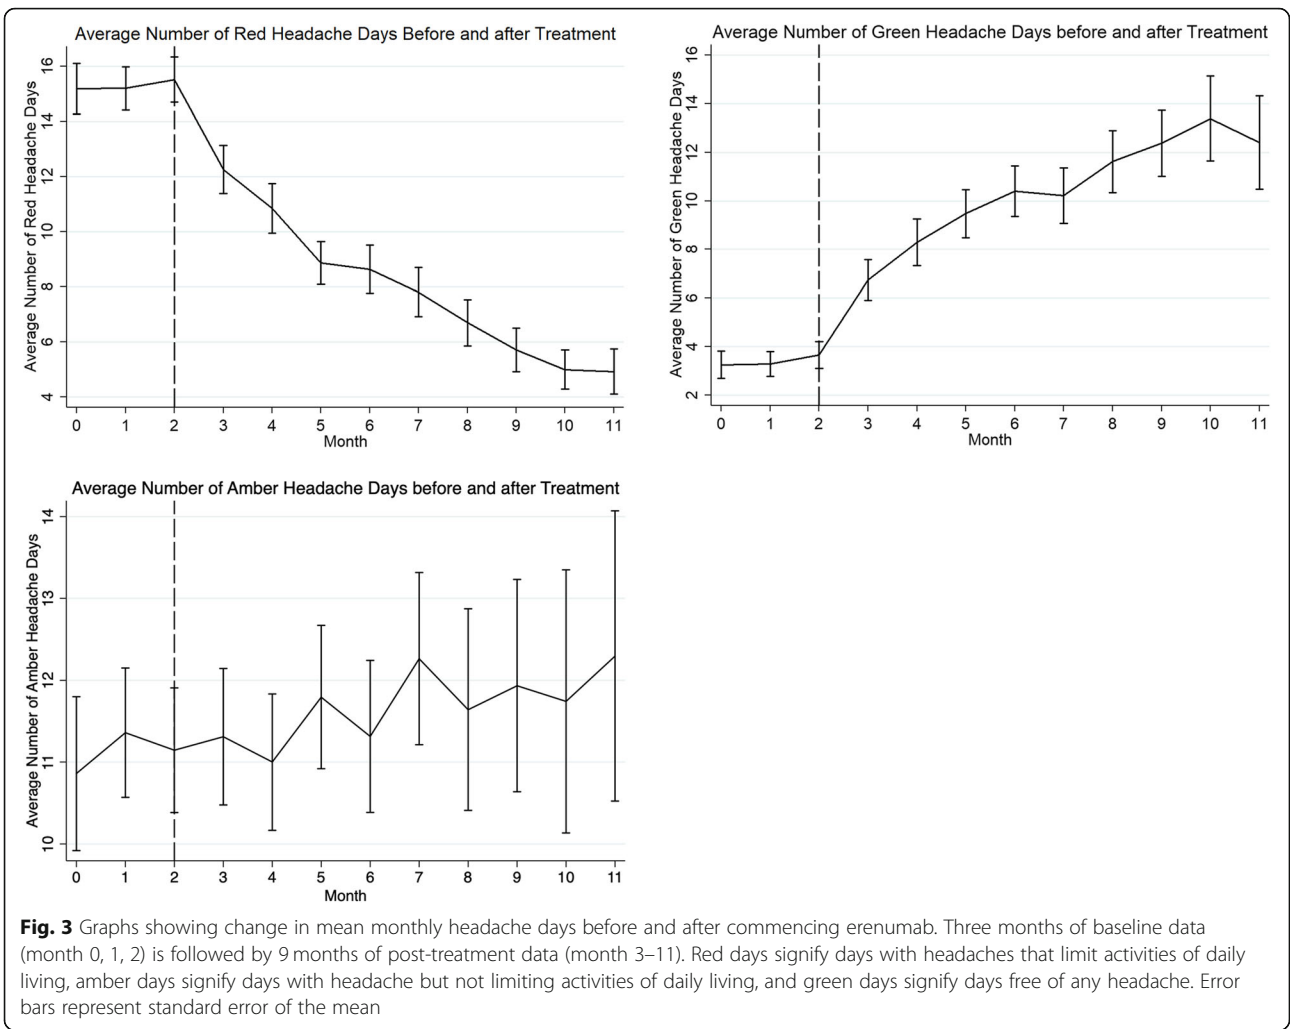 Average Number of Red Headache Days Before and after Treatment
Average Number of Red Headache Days
16
14
12
10
8
6
4
0 1 2 3 4 5 6 7 8 9 10 11
Month
Average Number of Green Headache Days before and after Treatment
Average Number of Green Headache Days
16
14
12
10
8
6
4
2
0 1 2 3 4 5 6 7 8 9 10 11
Month
Average Number of Amber Headache Days before and after Treatment
Average Number of Amber Headache Days
14
13
12
11
10
0 1 2 3 4 5 6 7 8 9 10 11
Month
Fig. 3 Graphs showing change in mean monthly headache days before and after commencing erenumab. Three months of baseline data
(month 0, 1, 2) is followed by 9 months of post-treatment data (month 3–11). Red days signify days with headaches that limit activities of daily
living, amber days signify days with headache but not limiting activities of daily living, and green days signify days free of any headache. Error
bars represent standard error of the mean